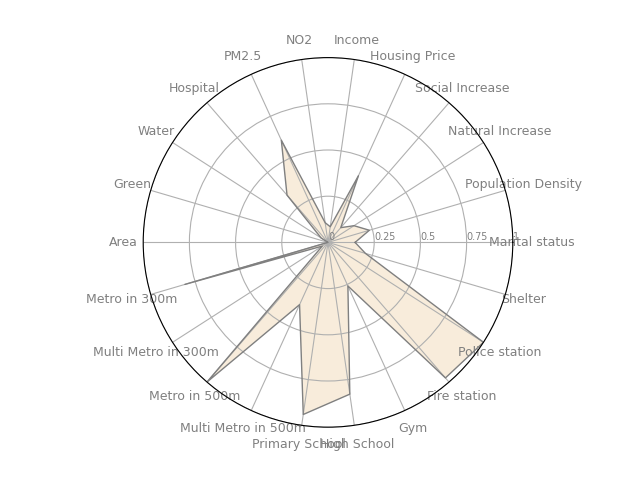 NO2
Income
PM2.5
Housing Price
Hospital
Social Increase
Water
Natural Increase
Green
Population Density
Area
0
0.25
0.5
0.75
1
Marital status
Metro in 300m
Shelter
Multi Metro in 300m
Police station
Metro in 500m
Fire station
Multi Metro in 500m
Gym
Primary School
High School